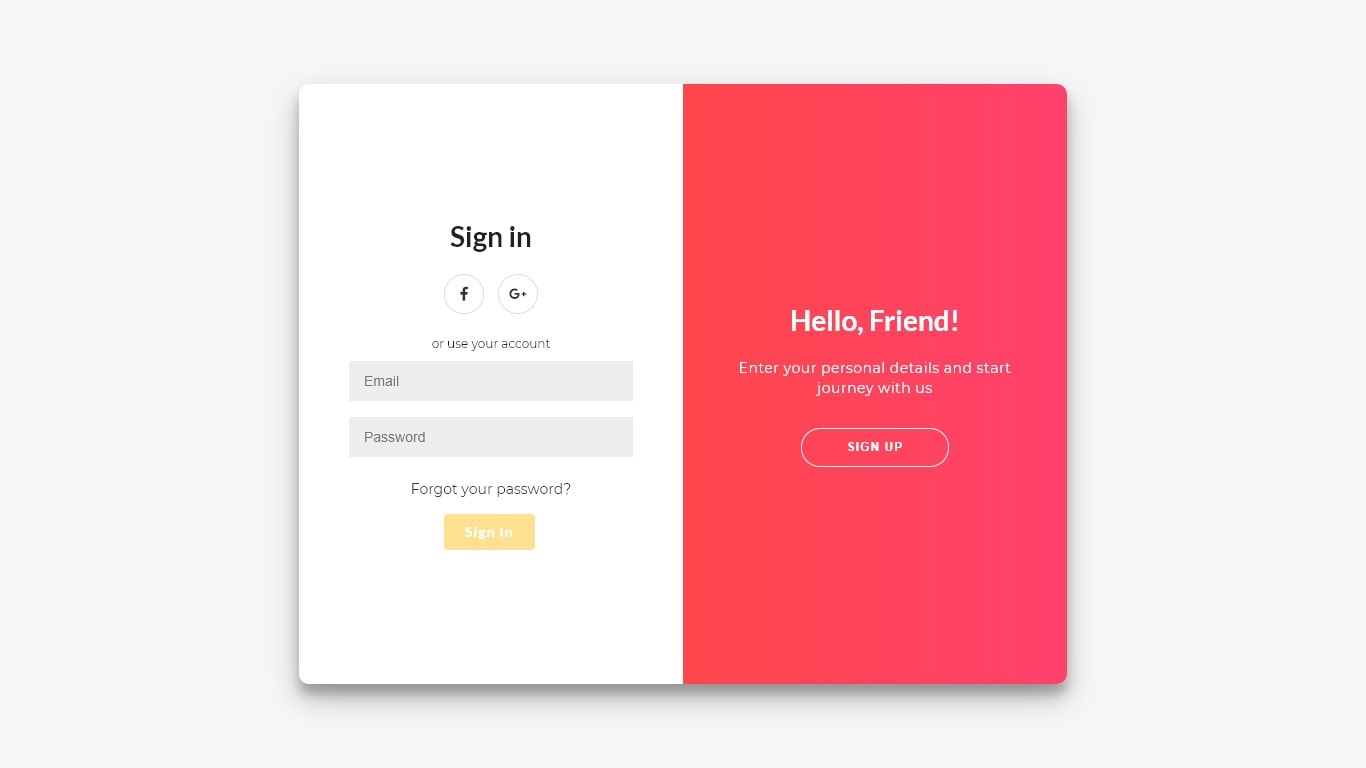 Sign in
G+
or use your account
Email
Password
Forgot your password?
Sign In
Hello, Friend!
Enter your personal details and start
journey with us
SIGN UP